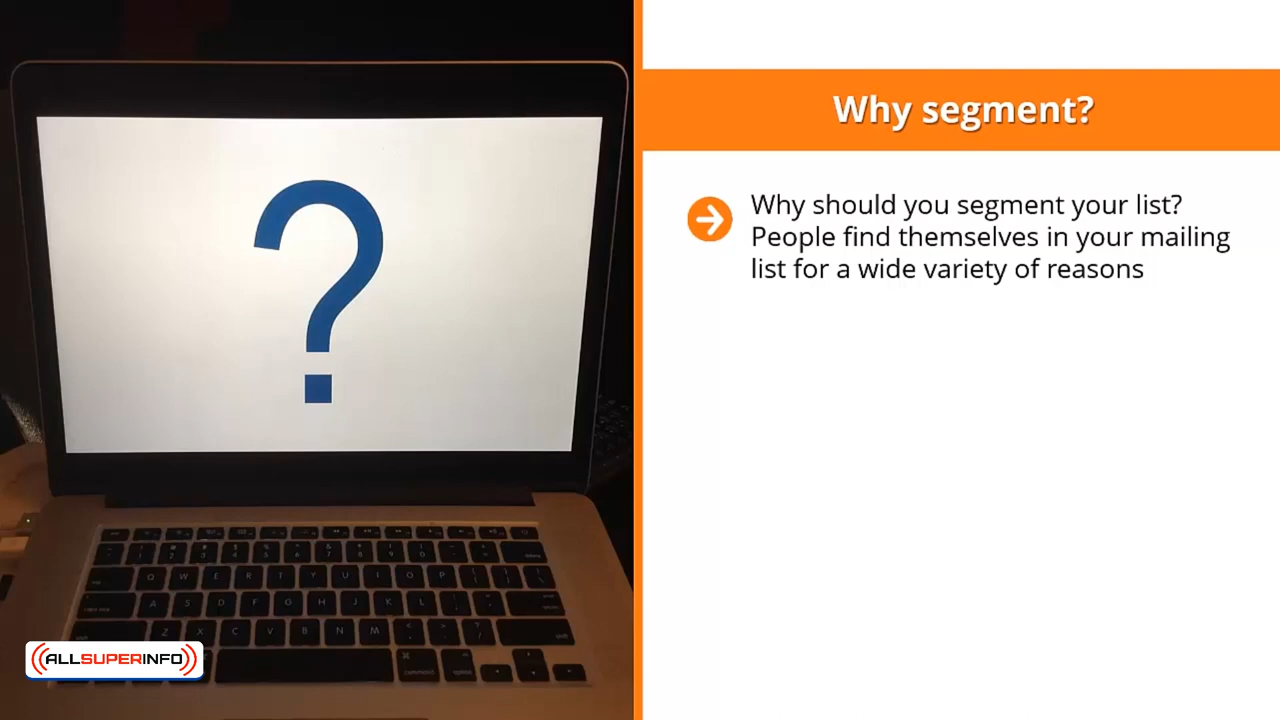 ?
Why segment?
Why should you segment your list?
People find themselves in your mailing
list for a wide variety of reasons
Q W E R T Y U I O P
A S D F G H J K L
Z X C V B N M
command
ALLSUPERINFO